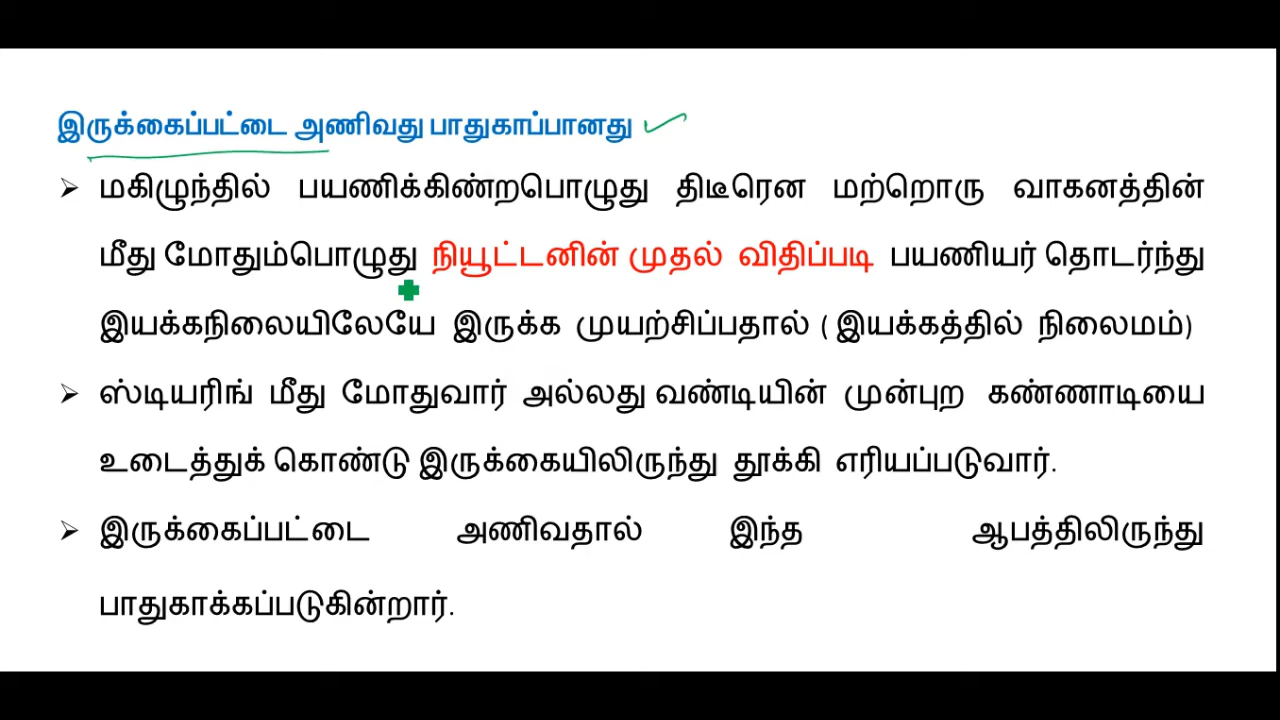 இருக்கைப்பட்டை அணிவது பாதுகாப்பானது
மகிழுந்தில் பயணிக்கிண்றபொழுது திடீரென மற்றொரு வாகனத்தின்
மீது மோதும்பொழுது நியூட்டனின் முதல் விதிப்படி பயணியர் தொடர்ந்து
இயக்கநிலையிலேயே இருக்க முயற்சிப்பதால் ( இயக்கத்தில் நிலைமம்)
ஸ்டியரிங் மீது மோதுவார் அல்லது வண்டியின் முன்புற கண்ணாடியை
உடைத்துக் கொண்டு இருக்கையிலிருந்து தூக்கி எரியப்படுவார்.
இருக்கைப்பட்டை அணிவதால் இந்த ஆபத்திலிருந்து
பாதுகாக்கப்படுகின்றார்.